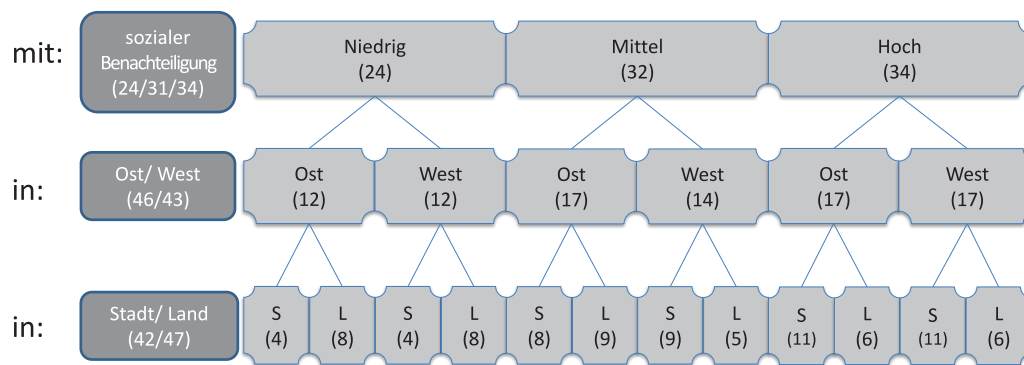 mit:
sozialer
Benachteiligung
(24/31/34)
Niedrig
(24)
Mittel
(32)
Hoch
(34)
in:
Ost/ West
(46/43)
Ost
(12)
West
(12)
Ost
(17)
West
(14)
Ost
(17)
West
(17)
in:
Stadt/ Land
(42/47)
S
(4)
L
(8)
S
(4)
L
(8)
S
(8)
L
(9)
S
(9)
L
(5)
S
(11)
L
(6)
S
(11)
L
(6)